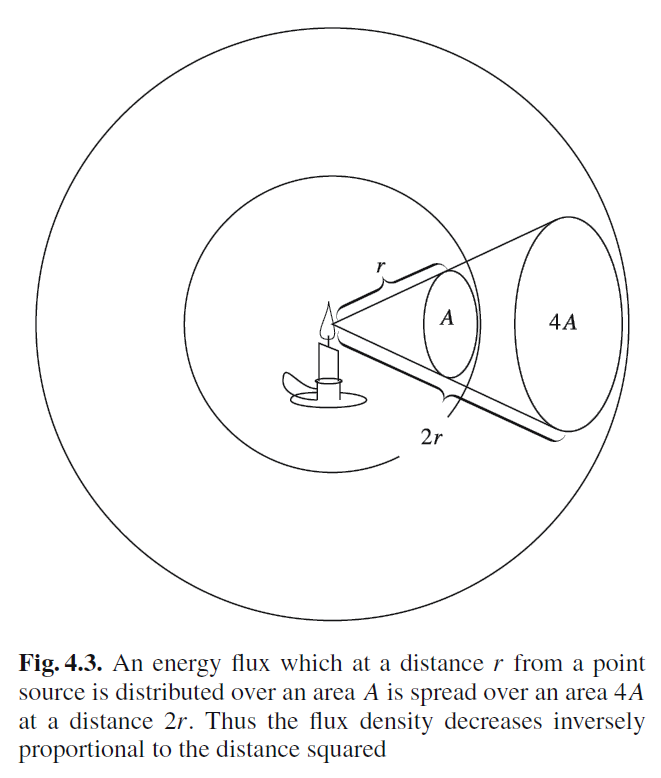 r
A
4A
2r
Fig. 4.3. An energy flux which at a distance r from a point
source is distributed over an area A is spread over an area 4A
at a distance 2r. Thus the flux density decreases inversely
proportional to the distance squared